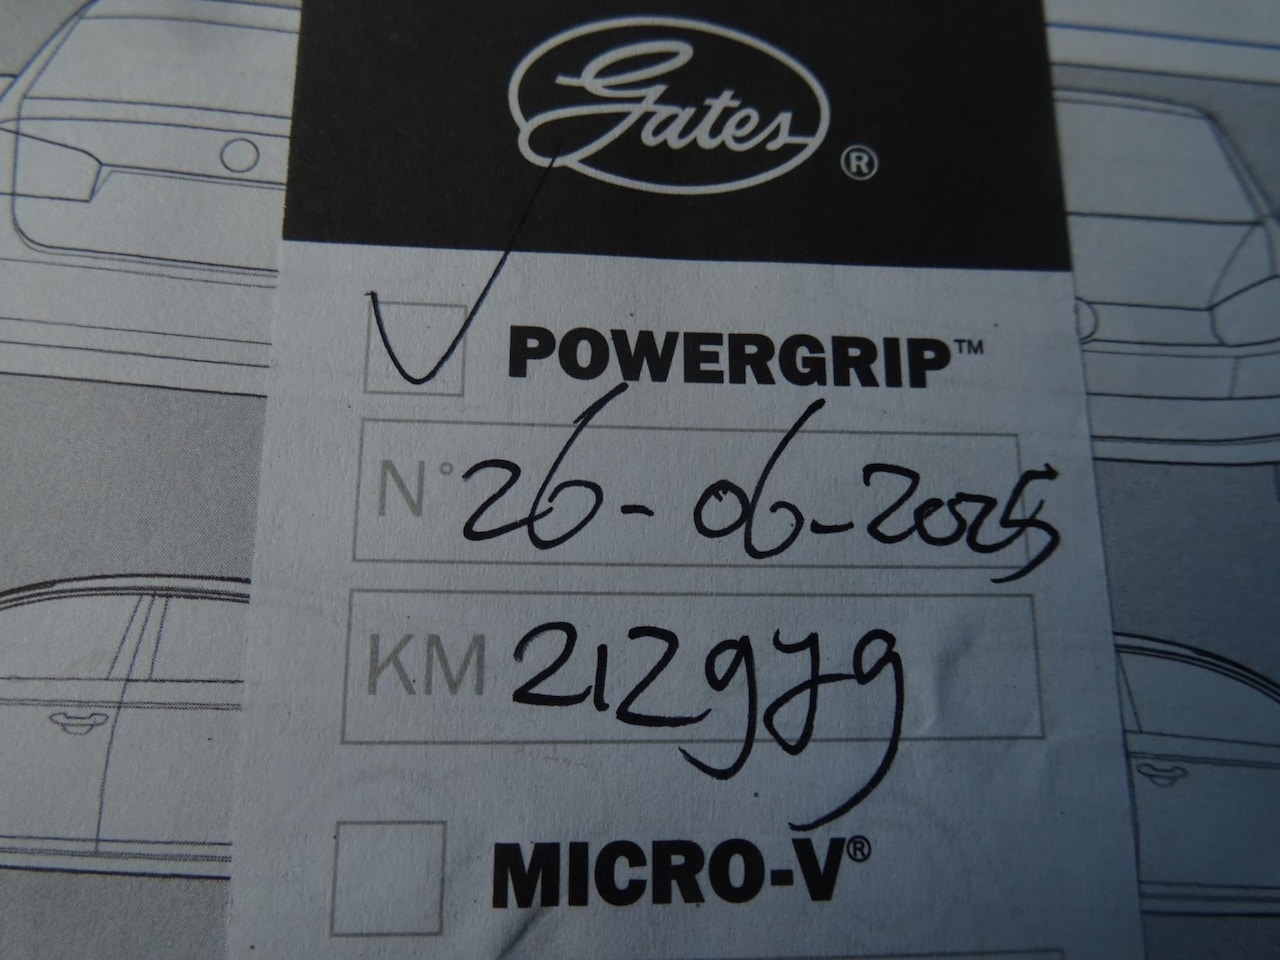 Gates®
POWERGRIP™
N° 26-06-2025
KM 212979
MICRO-V®